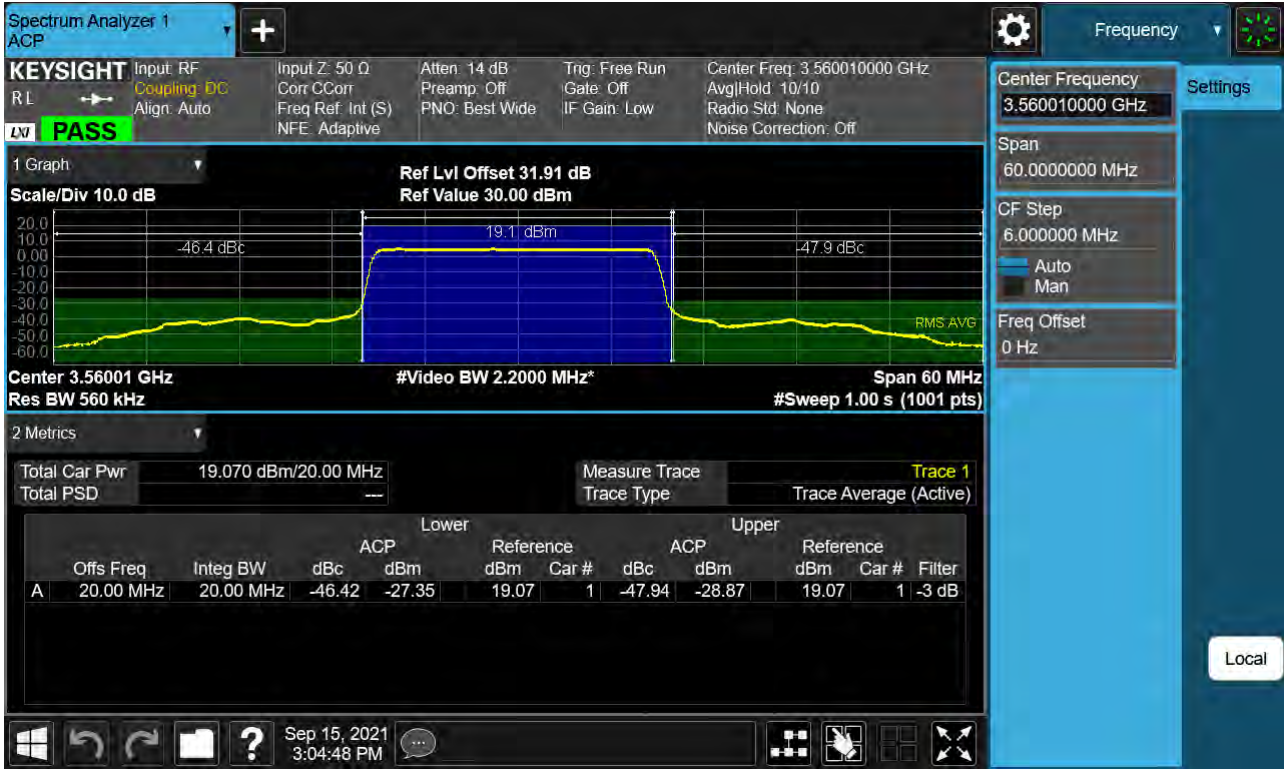 Spectrum Analyzer 1
ACP
+
Frequency
KEYSIGHT
RL
LXI PASS
Input: RF
Coupling: DC
Align: Auto
Input Z: 50 Ω
Corr CCorr
Freq Ref: Int (S)
NFE: Adaptive
Atten: 14 dB
Preamp: Off
PNO: Best Wide
Trig: Free Run
Gate: Off
IF Gain: Low
Center Freq: 3.560010000 GHz
Avg|Hold: 10/10
Radio Std: None
Noise Correction: Off
Center Frequency
3.560010000 GHz
Settings
Span
60.0000000 MHz
CF Step
6.000000 MHz
Auto
Man
Freq Offset
0 Hz
Local
1 Graph
Scale/Div 10.0 dB
Ref Lvl Offset 31.91 dB
Ref Value 30.00 dBm
20.0
10.0
0.00
-10.0
-20.0
-30.0
-40.0
-50.0
-60.0
-46.4 dBc
19.1 dBm
-47.9 dBc
RMS AVG
Center 3.56001 GHz #Video BW 2.2000 MHz* Span 60 MHz
Res BW 560 kHz #Sweep 1.00 s (1001 pts)
2 Metrics
Total Car Pwr 19.070 dBm/20.00 MHz
Total PSD ---
Measure Trace Trace 1
Trace Type Trace Average (Active)
Lower Upper
ACP Reference ACP Reference
Offs Freq Integ BW dBc dBm dBm Car # dBc dBm dBm Car # Filter
A 20.00 MHz 20.00 MHz -46.42 -27.35 19.07 1 -47.94 -28.87 19.07 1 -3 dB
?
Sep 15, 2021
3:04:48 PM